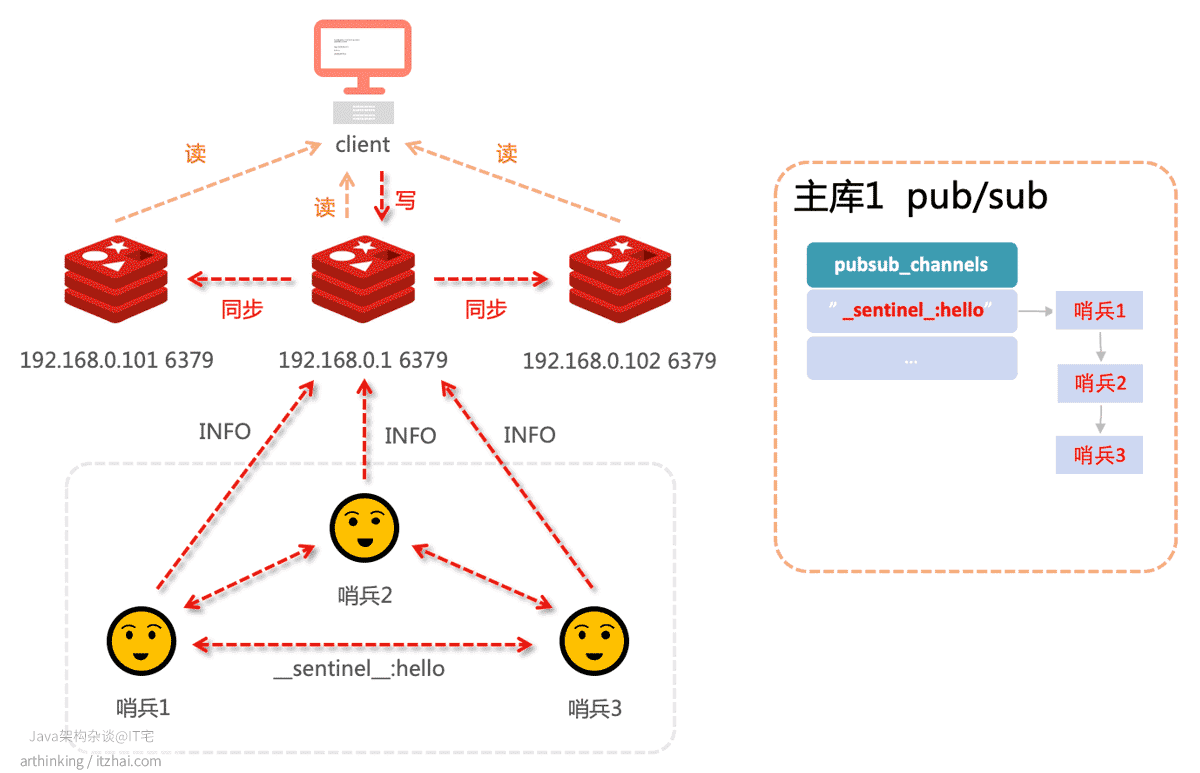 client
读
读
读
写
同步
同步
192.168.0.101 6379
192.168.0.1 6379
192.168.0.102 6379
INFO
INFO
INFO
哨兵2
__sentinel__:hello
哨兵1
哨兵3
Java架构杂谈@IT宅
arthinking / itzhai.com
主库1 pub/sub
pubsub_channels
"_sentinel_:hello"
...
哨兵1
哨兵2
哨兵3